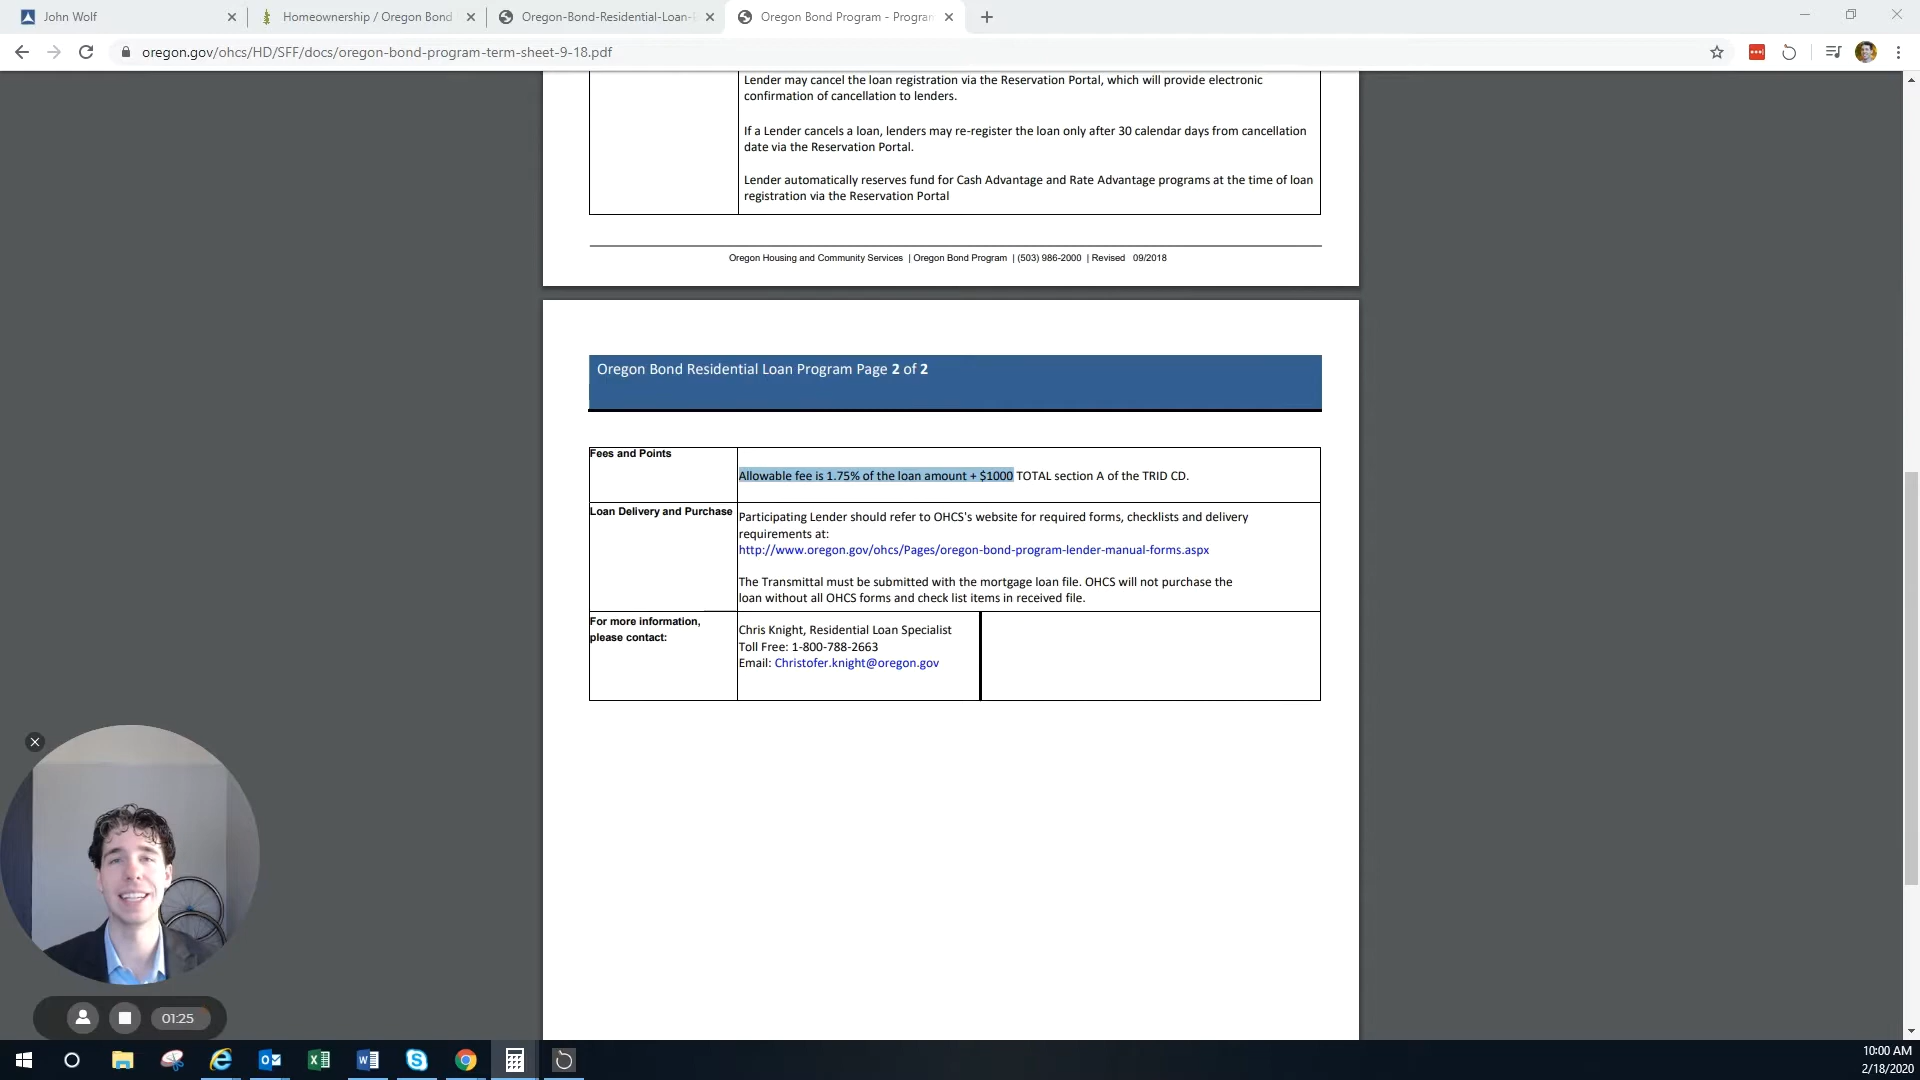 John Wolf
Homeownership / Oregon Bond
Oregon-Bond-Residential-Loan-
Oregon Bond Program - Program
oregon.gov/ohcs/HD/SFF/docs/oregon-bond-program-term-sheet-9-18.pdf
Lender may cancel the loan registration via the Reservation Portal, which will provide electronic
confirmation of cancellation to lenders.
If a Lender cancels a loan, lenders may re-register the loan only after 30 calendar days from cancellation
date via the Reservation Portal.
Lender automatically reserves fund for Cash Advantage and Rate Advantage programs at the time of loan
registration via the Reservation Portal
Oregon Housing and Community Services | Oregon Bond Program | (503) 986-2000 | Revised 09/2018
Oregon Bond Residential Loan Program Page 2 of 2
Fees and Points
Allowable fee is 1.75% of the loan amount + $1000 TOTAL section A of the TRID CD.
Loan Delivery and Purchase
Participating Lender should refer to OHCS's website for required forms, checklists and delivery
requirements at:
http://www.oregon.gov/ohcs/Pages/oregon-bond-program-lender-manual-forms.aspx
The Transmittal must be submitted with the mortgage loan file. OHCS will not purchase the
loan without all OHCS forms and check list items in received file.
For more information,
please contact:
Chris Knight, Residential Loan Specialist
Toll Free: 1-800-788-2663
Email: Christofer.knight@oregon.gov
01:25
10:00 AM
2/18/2020